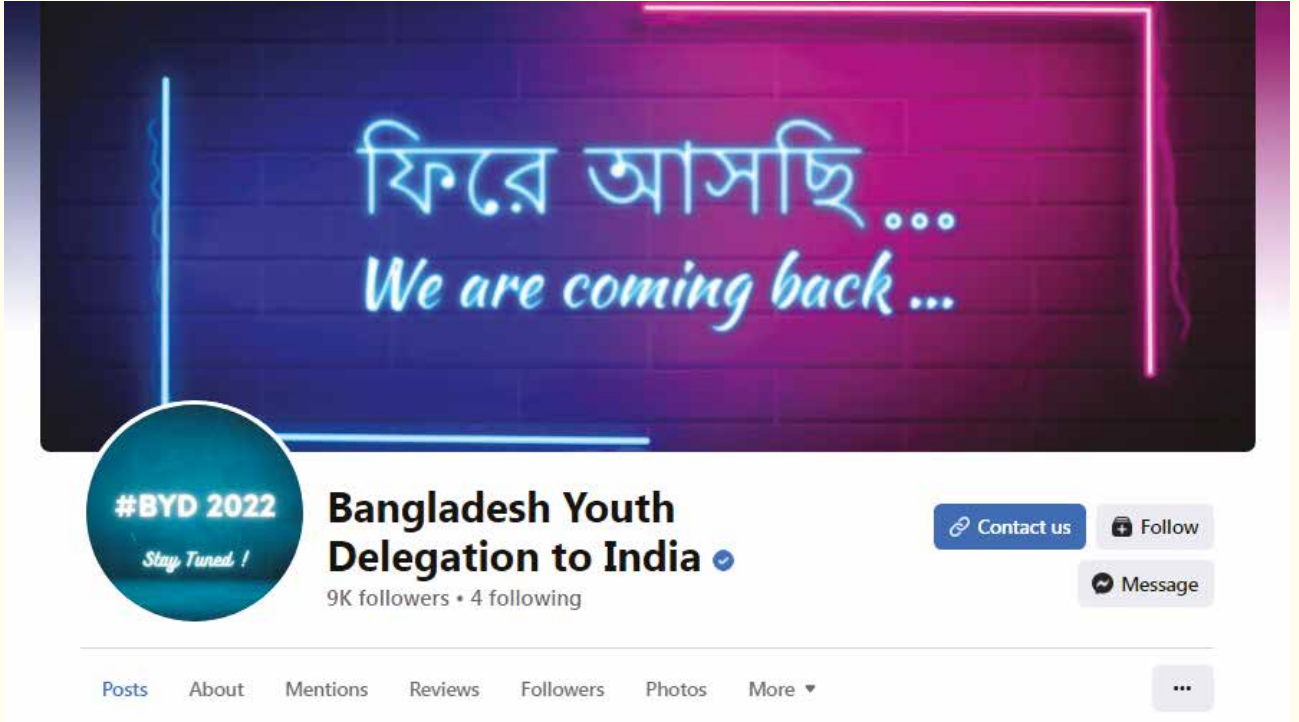 ফিরে আসছি...
We are coming back ...
#BYD 2022
Stay Tuned !
Bangladesh Youth
Delegation to India
9K followers • 4 following
Contact us
Follow
Message
Posts About Mentions Reviews Followers Photos More
...